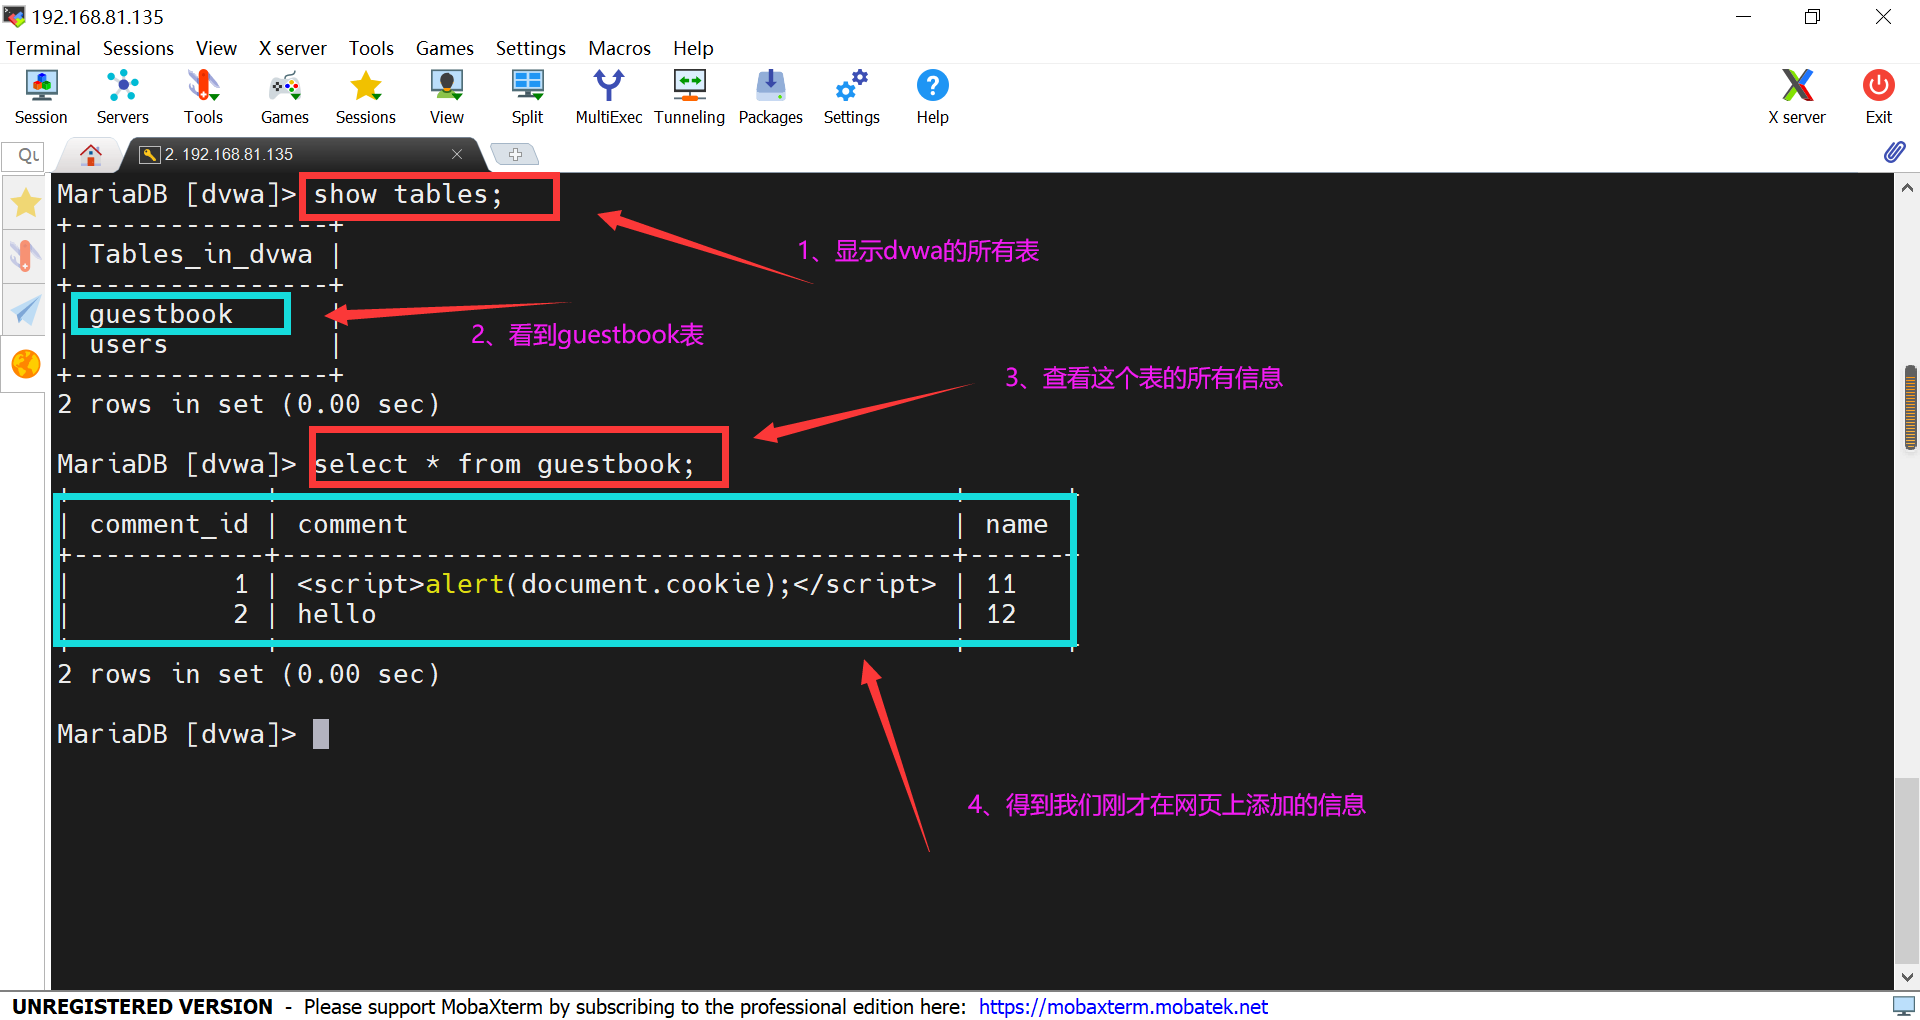 192.168.81.135
Terminal Sessions View X server Tools Games Settings Macros Help
Session Servers Tools Games Sessions View Split MultiExec Tunneling Packages Settings Help X server Exit
Qu 2. 192.168.81.135
MariaDB [dvwa]> show tables;
+----------------+
| Tables_in_dvwa |
1、显示dvwa的所有表
+----------------+
| guestbook |
2、看到guestbook表
| users |
+----------------+
3、查看这个表的所有信息
2 rows in set (0.00 sec)
MariaDB [dvwa]> select * from guestbook;
| comment_id | comment | name
+------------+------------------------------------------+------+
| 1 | <script>alert(document.cookie);</script> | 11
| 2 | hello | 12
2 rows in set (0.00 sec)
MariaDB [dvwa]>
4、得到我们刚才在网页上添加的信息
UNREGISTERED VERSION - Please support MobaXterm by subscribing to the professional edition here: https://mobaxterm.mobatek.net